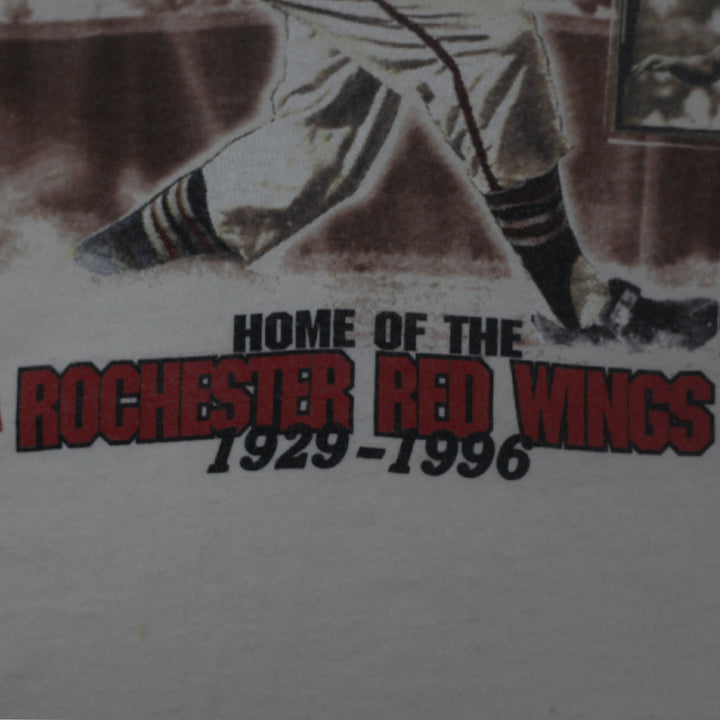 HOME OF THE
ROCHESTER RED WINGS
1929-1996